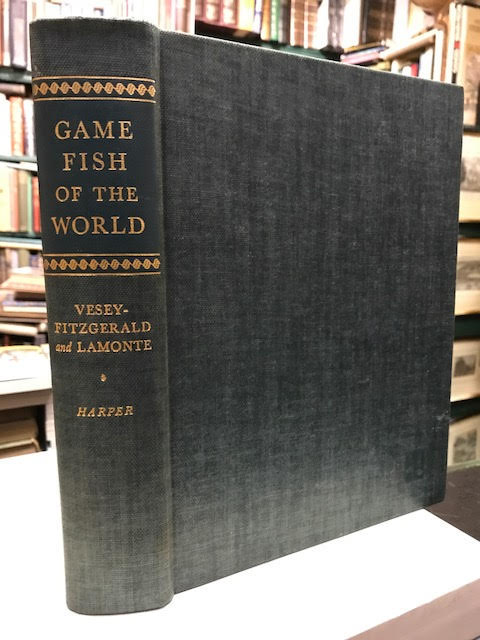 GAME
FISH
OF THE
WORLD
VESEY-
FITZGERALD
and LAMONTE
HARPER